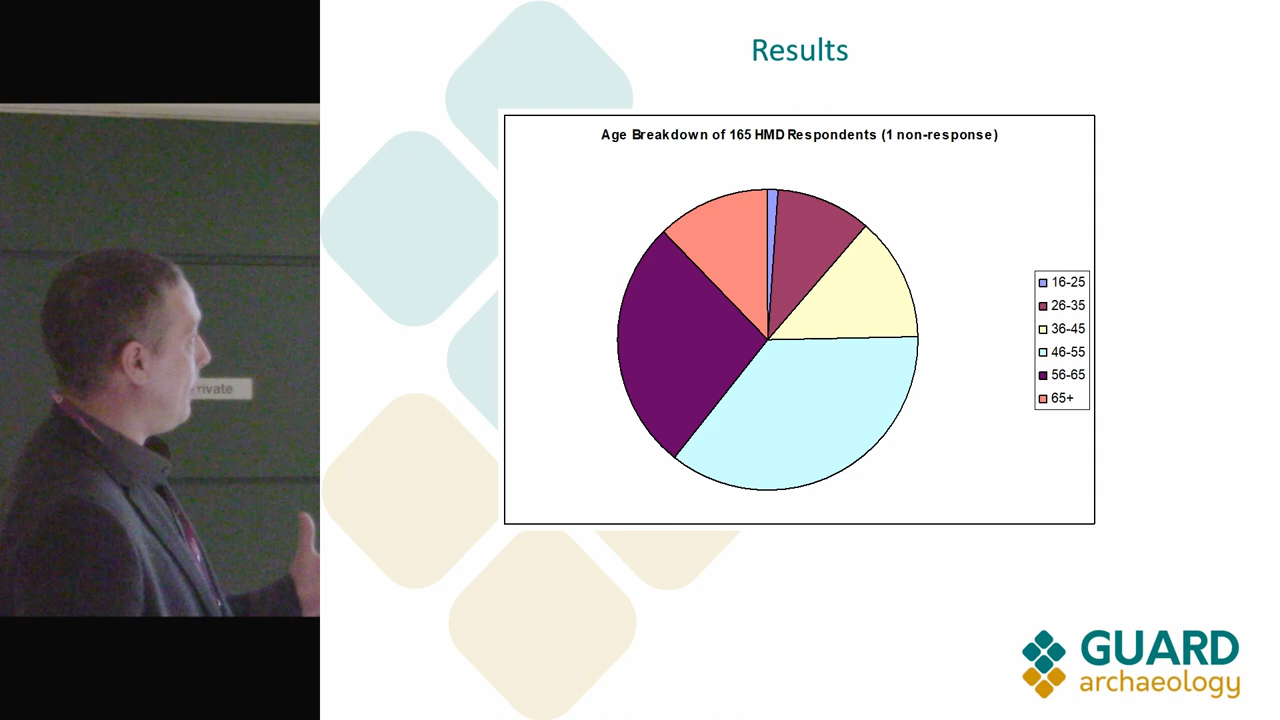 Results
Age Breakdown of 165 HMD Respondents (1 non-response)
16-25
26-35
36-45
46-55
56-65
65+
rivate
GUARD
archaeology